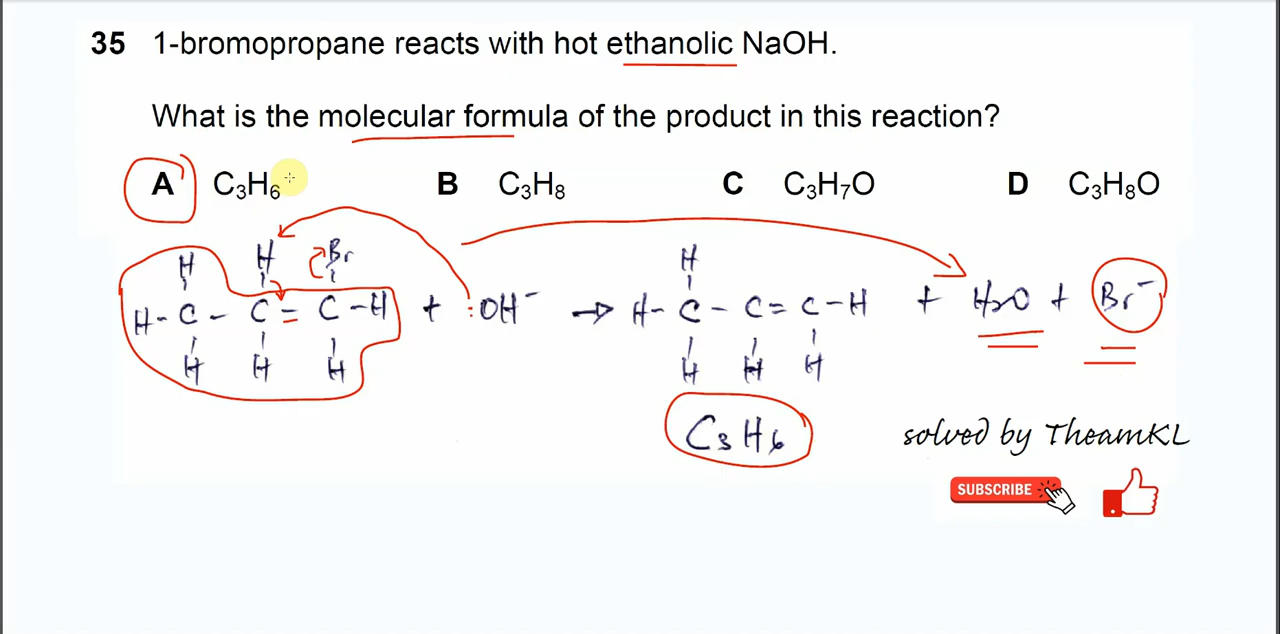 35 1-bromopropane reacts with hot ethanolic NaOH.
What is the molecular formula of the product in this reaction?
A C₃H₆ B C₃H₈ C C₃H₇O D C₃H₈O
H H Br H
H - C - C = C - H + :OH⁻ → H - C - C = C - H + H₂O + Br⁻
H H H H H H
C₃H₆
solved by TheamKL
SUBSCRIBE